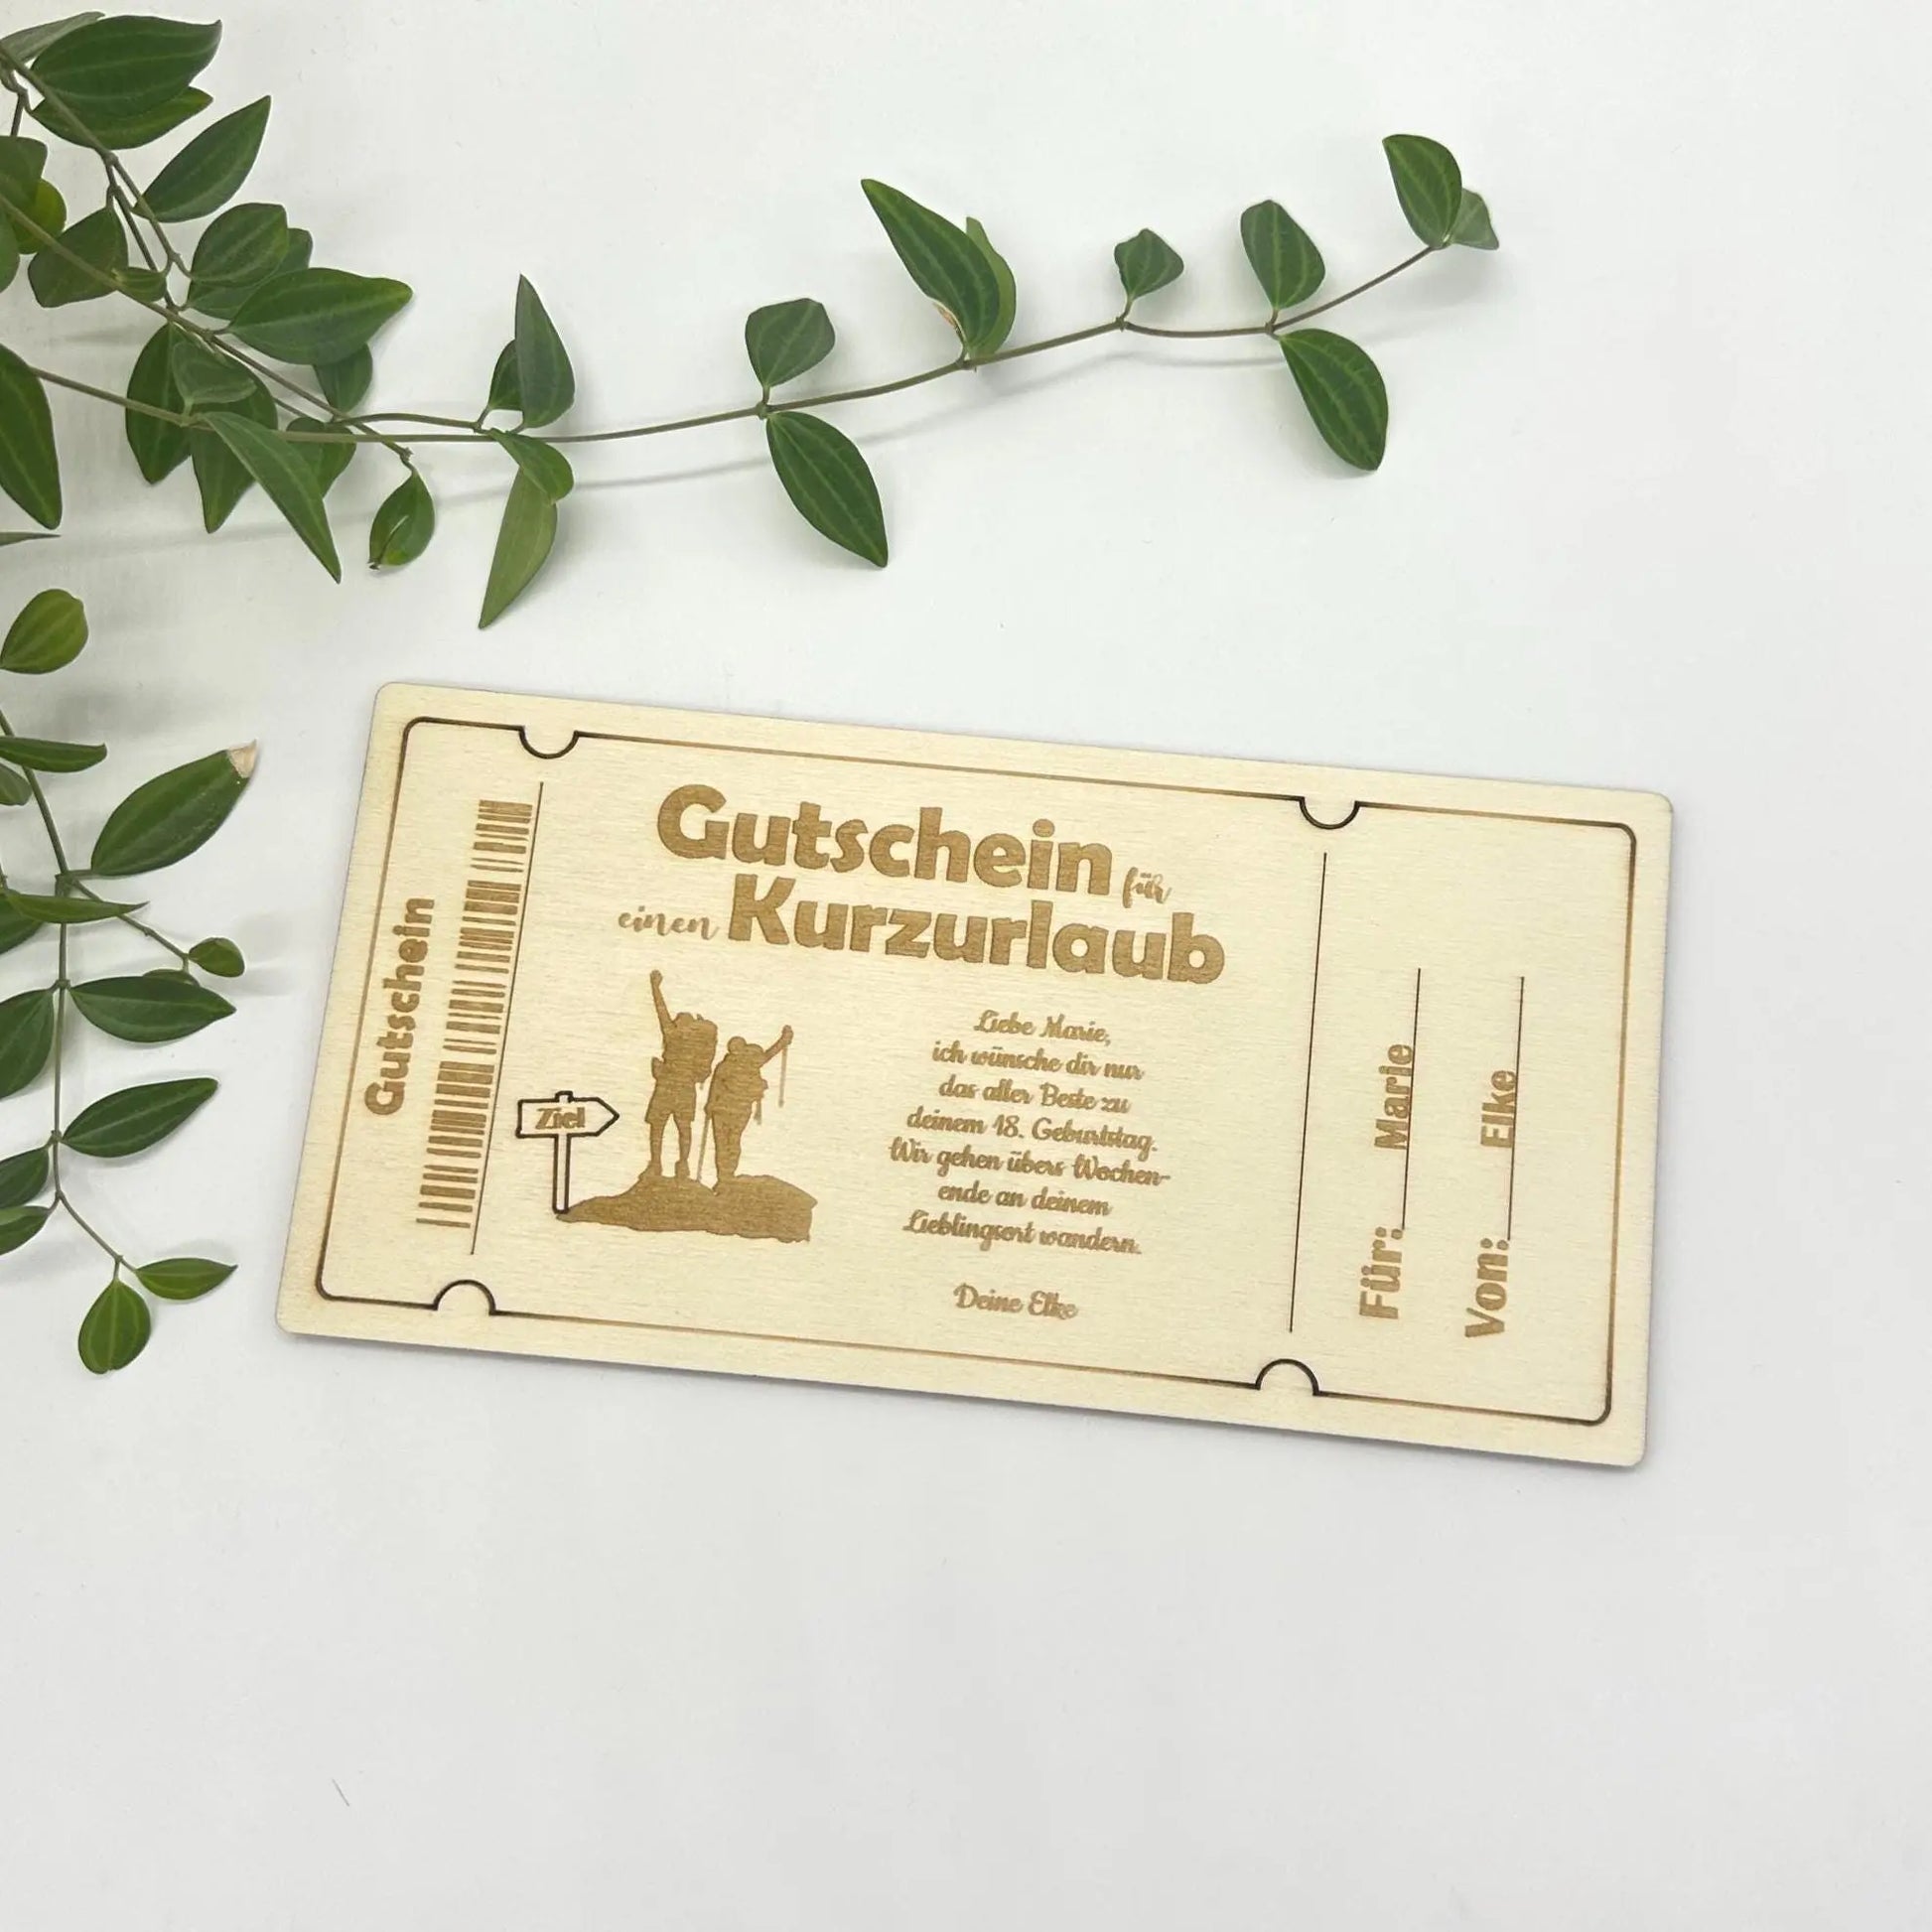 Gutschein
Gutschein für
einen Kurzurlaub
Ziel
Liebe Marie,
ich wünsche dir nur
das aller Beste zu
deinem 18. Geburtstag.
Wir gehen übers Wochen-
ende an deinem
Lieblingsort wandern.
Deine Elke
Für: Marie
Von: Elke